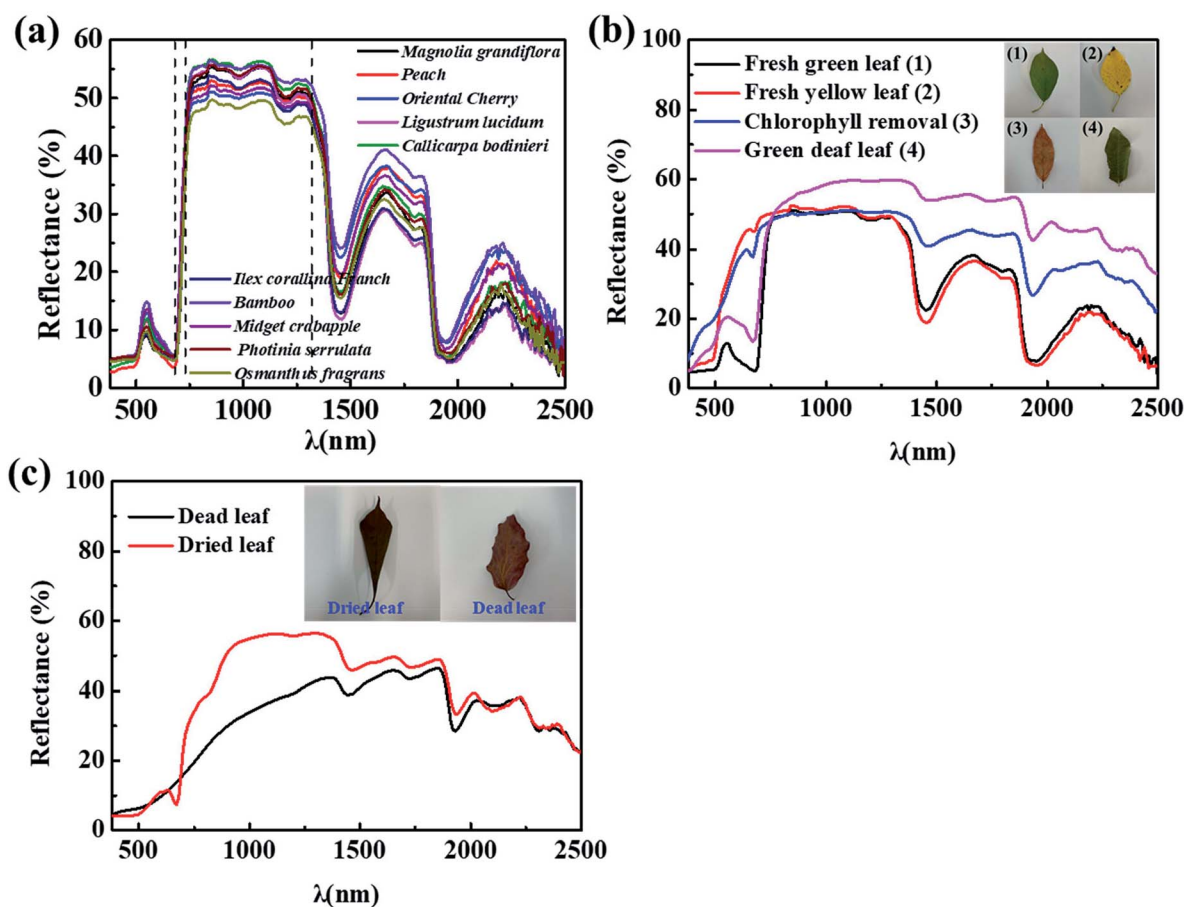 (a)
60
50
40
30
20
10
0
Reflectance (%)
Magnolia grandiflora
Peach
Oriental Cherry
Ligustrum lucidum
Callicarpa bodinieri
Ilex corallina Franch
Bamboo
Midget crabapple
Photinia serrulata
Osmanthus fragrans
500 1000 1500 2000 2500
λ(nm)
(b)
100
80
60
40
20
0
Reflectance (%)
Fresh green leaf (1)
Fresh yellow leaf (2)
Chlorophyll removal (3)
Green deaf leaf (4)
(1) (2)
(3) (4)
500 1000 1500 2000 2500
λ(nm)
(c)
100
80
60
40
20
0
Reflectance (%)
Dead leaf
Dried leaf
Dried leaf Dead leaf
500 1000 1500 2000 2500
λ(nm)